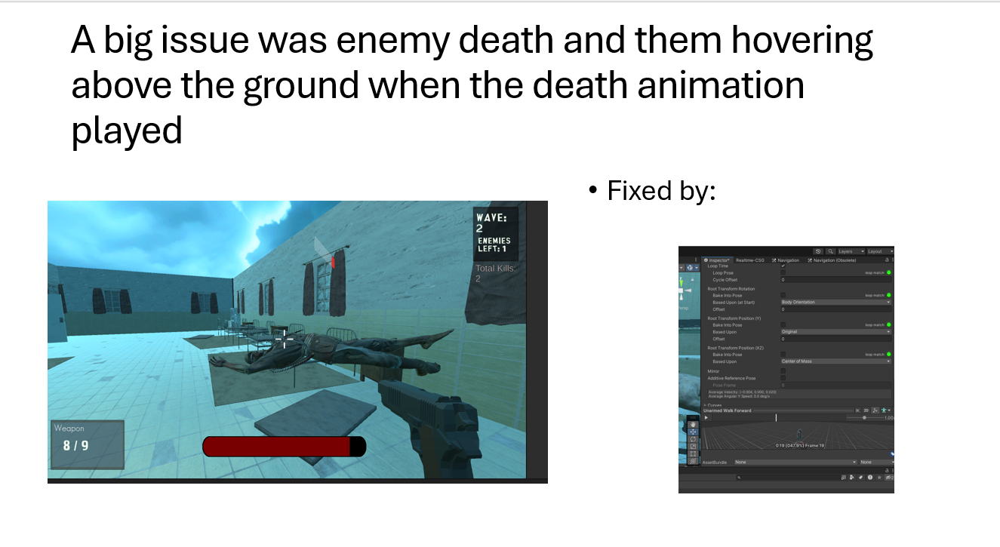 A big issue was enemy death and them hovering
above the ground when the death animation
played
• Fixed by:
WAVE:
2
ENEMIES
LEFT: 1
Total Kills:
2
Weapon
8 / 9
Layers
Layout
Inspector*
Realtime-CSG
Navigation
Navigation (Obsolete)
Loop Time
Loop Pose
loop match
Cycle Offset
0
Root Transform Rotation
Bake Into Pose
loop match
Based Upon (at Start)
Body Orientation
Offset
0
Root Transform Position (Y)
Bake Into Pose
loop match
Based Upon
Original
Offset
0
Root Transform Position (XZ)
Bake Into Pose
loop match
Based Upon
Center of Mass
Mirror
Additive Reference Pose
Pose Frame
0
Average Velocity: (-0.004, 0.000, 0.020)
Average Angular Y Speed: 0.0 deg/s
Curves
Unarmed Walk Forward
2D
1.00
0:19 (047.9%) Frame 19
AssetBundle
None
None